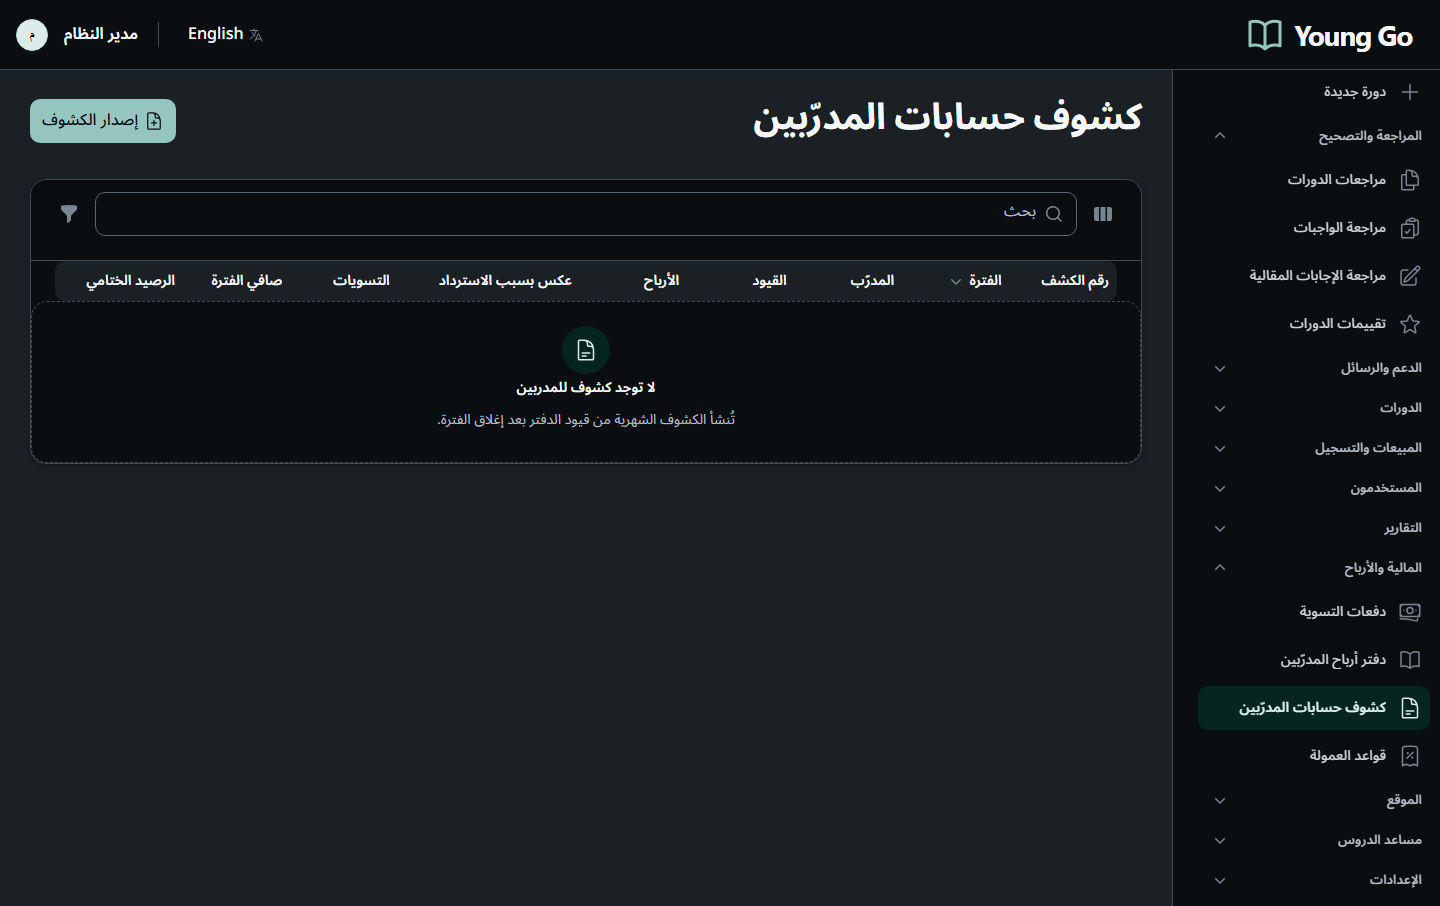 Young Go
English
مدير النظام
م
دورة جديدة
المراجعة والتصحيح
مراجعات الدورات
مراجعة الواجبات
مراجعة الإجابات المقالية
تقييمات الدورات
الدعم والرسائل
الدورات
المبيعات والتسجيل
المستخدمون
التقارير
المالية والأرباح
دفعات التسوية
دفتر أرباح المدرّبين
كشوف حسابات المدرّبين
قواعد العمولة
الموقع
مساعد الدروس
الإعدادات
كشوف حسابات المدرّبين
إصدار الكشوف
بحث
رقم الكشف الفترة المدرّب القيود الأرباح عكس بسبب الاسترداد التسويات صافي الفترة الرصيد الختامي
لا توجد كشوف للمدربين
تُنشأ الكشوف الشهرية من قيود الدفتر بعد إغلاق الفترة.